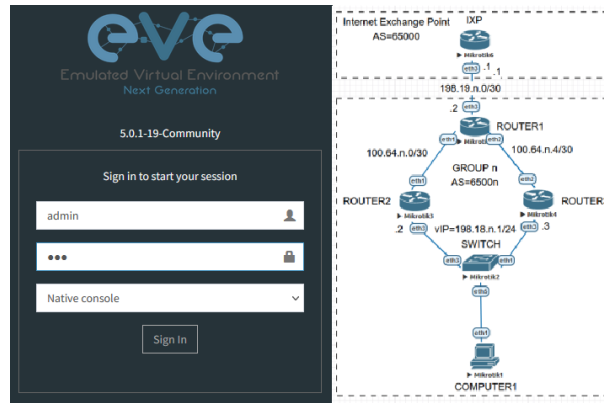 eve
Emulated Virtual Environment
Next Generation
5.0.1-19-Community
Sign in to start your session
admin
•••
Native console
Sign In
Internet Exchange Point
AS=65000
IXP
Mikrotik6
eth3
.1
.1
198.19.n.0/30
.2
eth3
ROUTER1
eth1
eth2
100.64.n.0/30
100.64.n.4/30
GROUP n
AS=6500n
eth1
eth2
ROUTER2
ROUTER
Mikrotik5
Mikrotik4
.2
eth3
vIP=198.18.n.1/24
eth3
.3
SWITCH
eth3
eth1
Mikrotik2
eth1
Mikrotik1
COMPUTER1